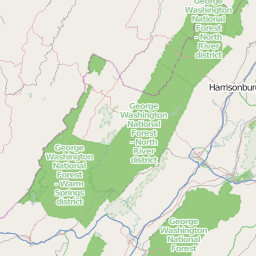 George
Washington
National
Forest
- North
River
district
Harrisonburg
George
Washington
National
Forest
- North
River
district
George
Washington
National
Forest
- Warm
Springs
district
George
Washington
National
Forest